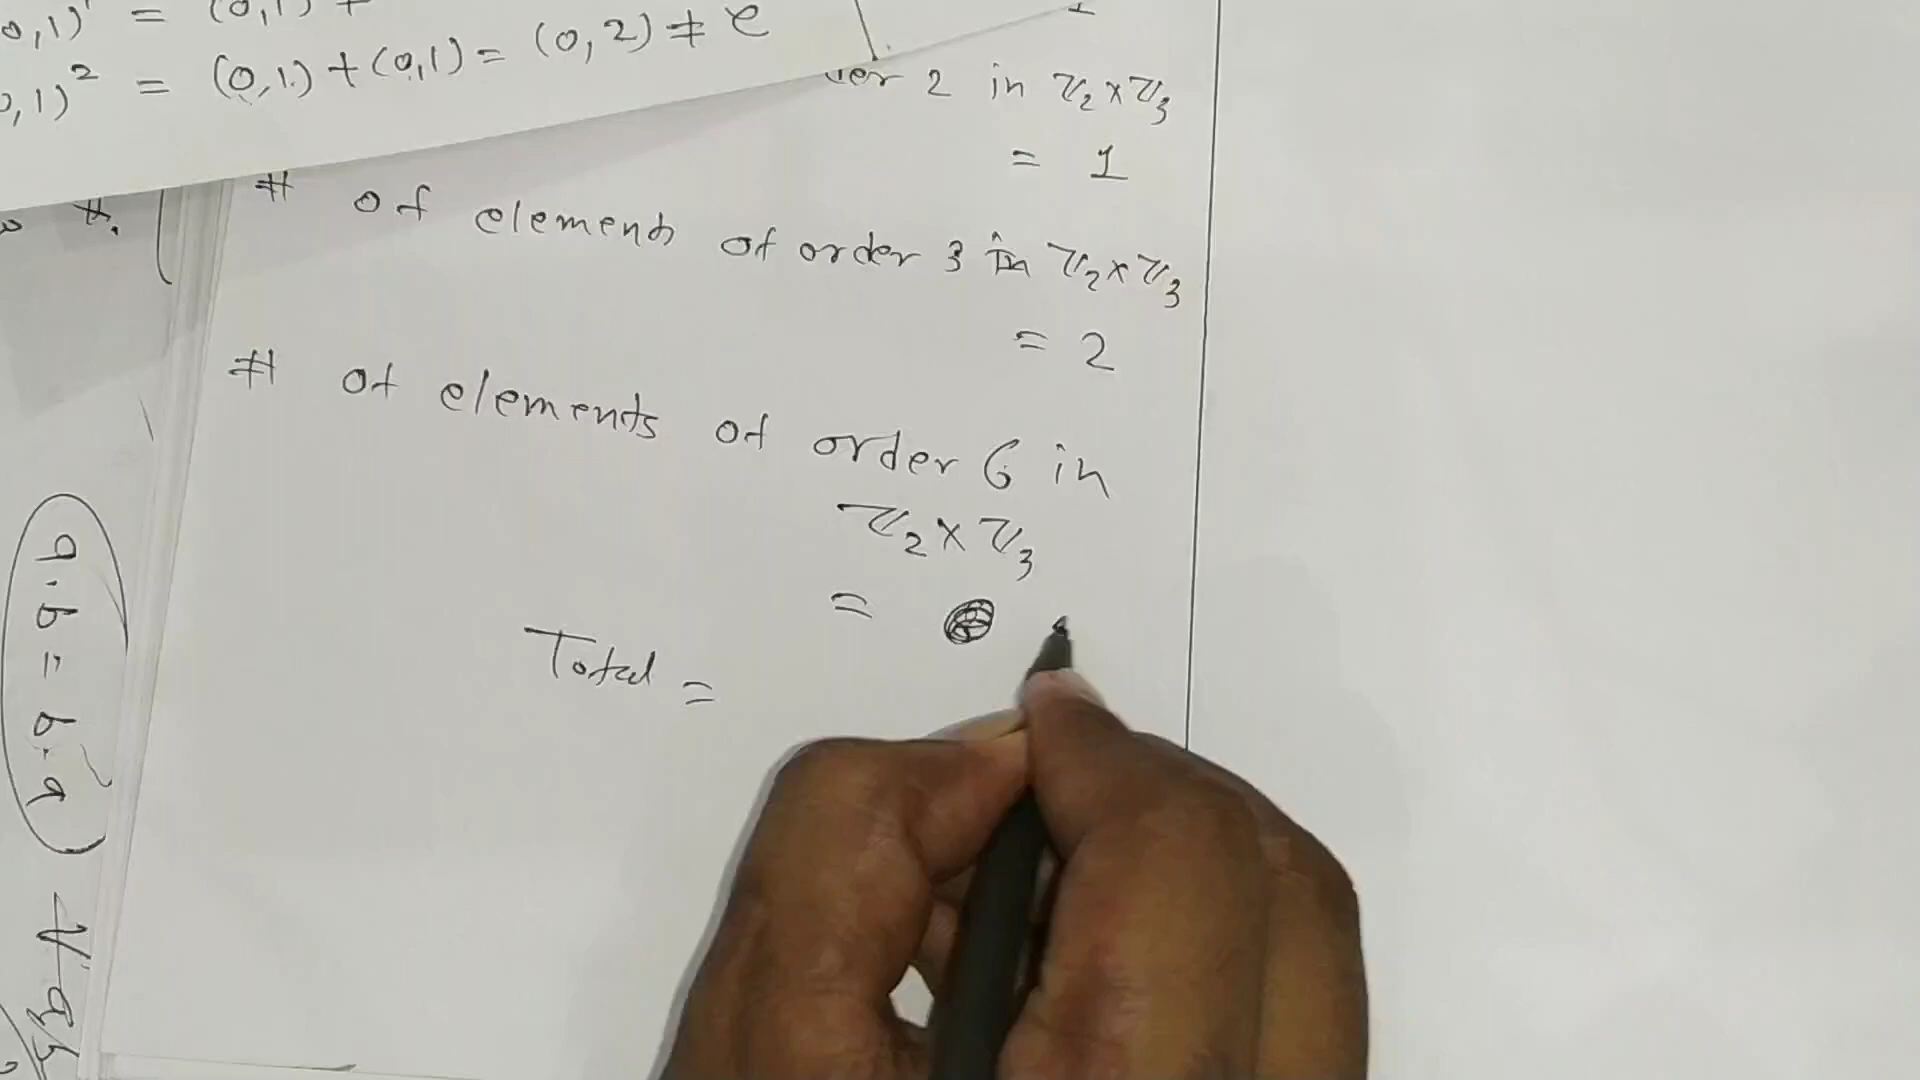 0,1)¹ = (0,1) +
0,1)² = (0,1) + (0,1) = (0,2) ≠ e
der 2 in ℤ₂×ℤ₃
= 1
# of elements of order 3 in ℤ₂×ℤ₃
= 2
# of elements of order 6 in
ℤ₂×ℤ₃
=
Total =
a.b = b.a